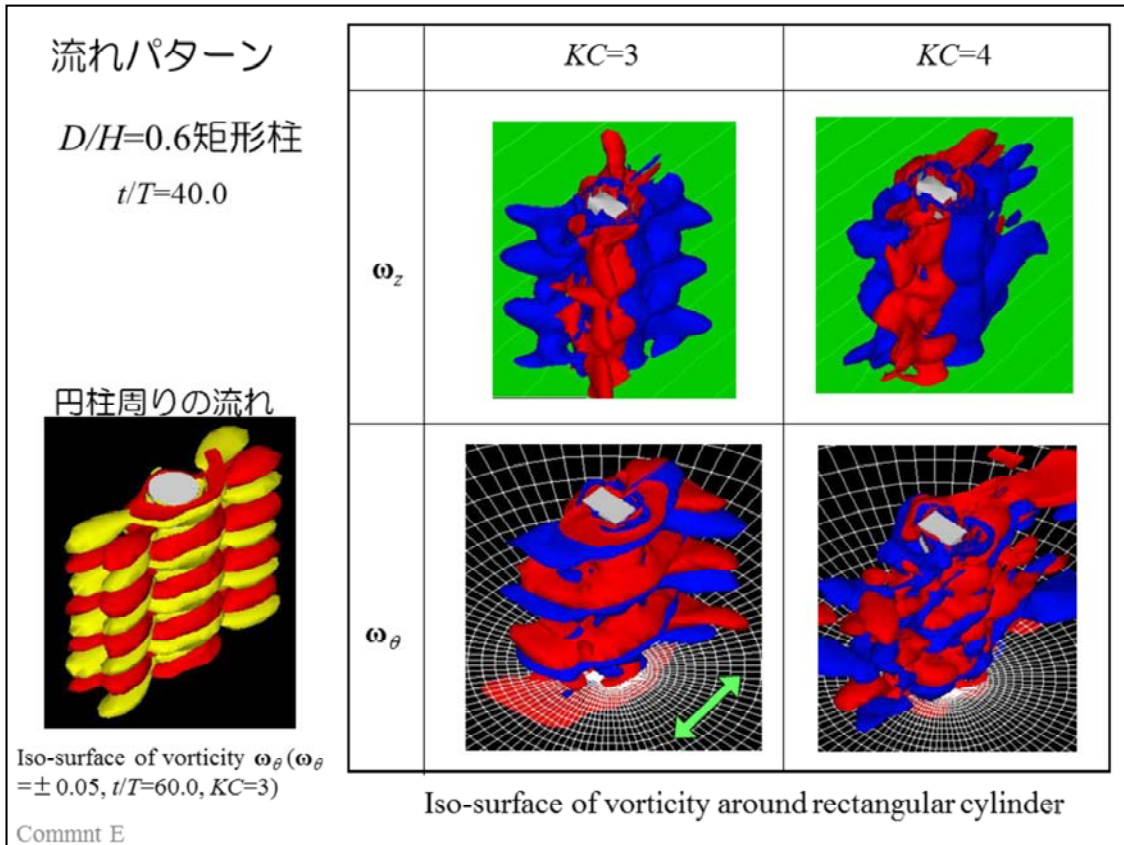 流れパターン
D/H=0.6矩形柱
t/T=40.0
KC=3
KC=4
ωz
ωθ
円柱周りの流れ
Iso-surface of vorticity ωθ (ωθ
=±0.05, t/T=60.0, KC=3)
Iso-surface of vorticity around rectangular cylinder
Commnt E